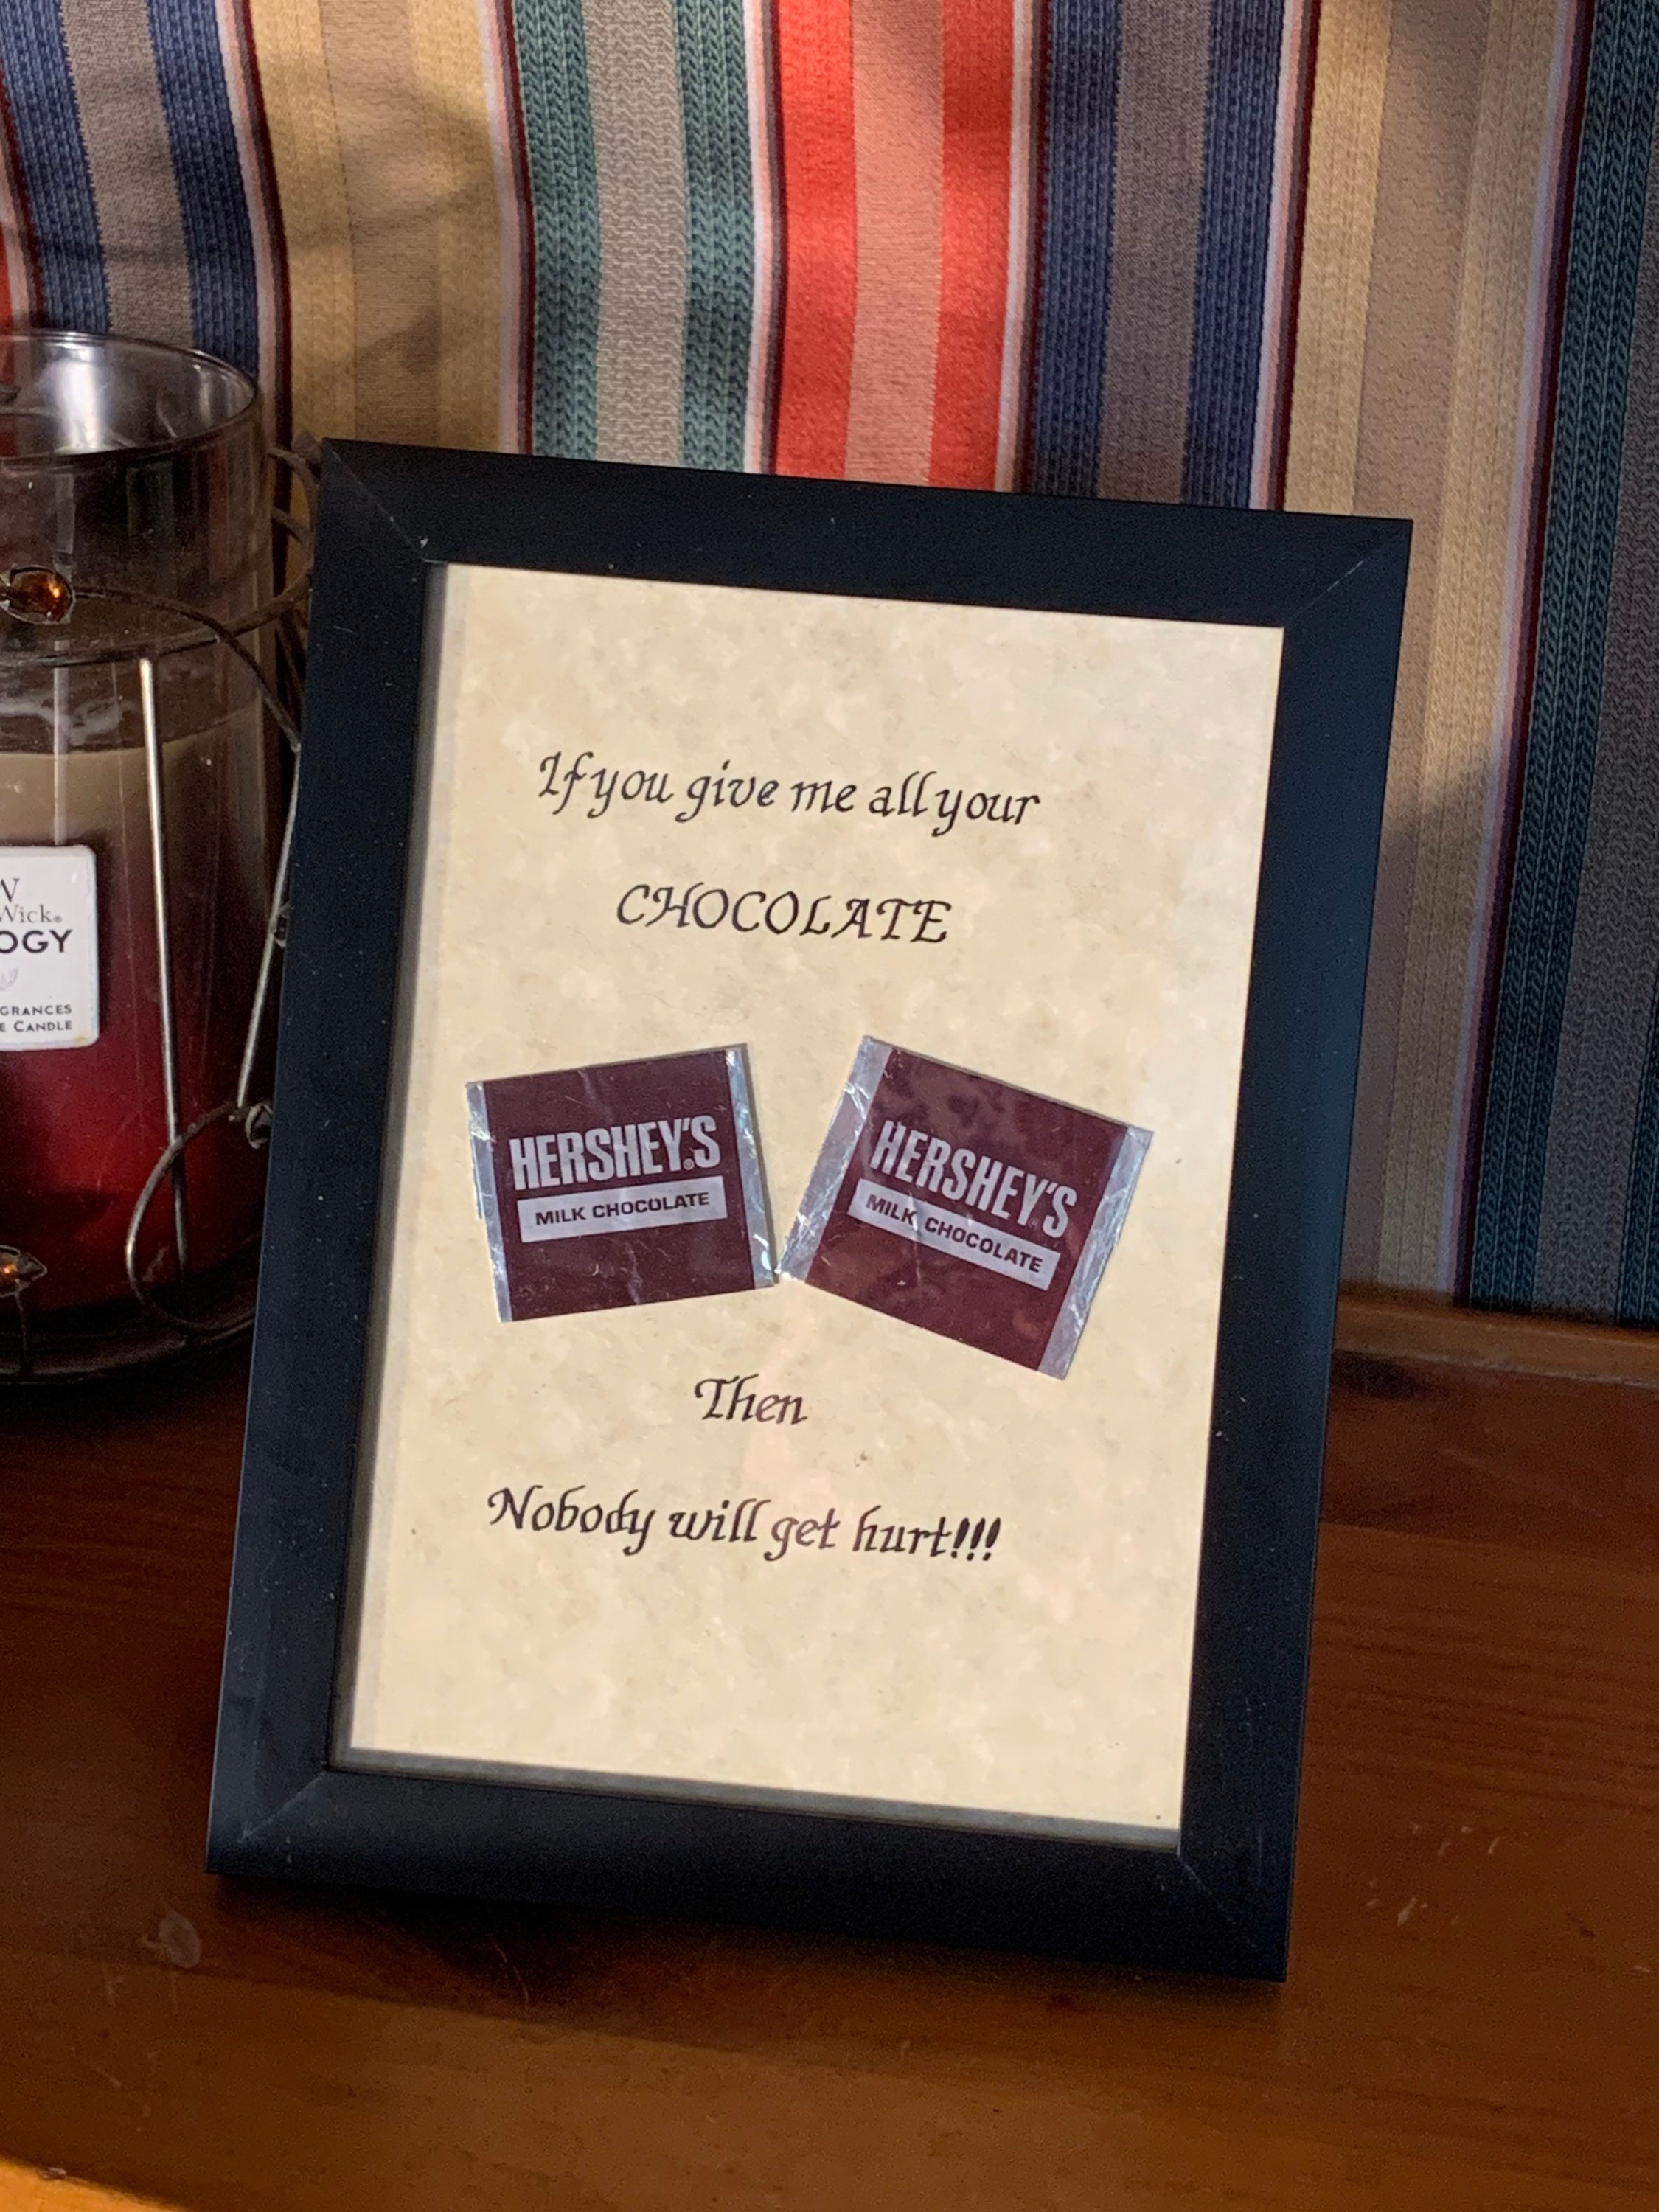 If you give me all your
CHOCOLATE
HERSHEY'S
MILK CHOCOLATE
HERSHEY'S
MILK CHOCOLATE
Then
Nobody will get hurt!!!
Wick®
OGY
GRANCES
E CANDLE